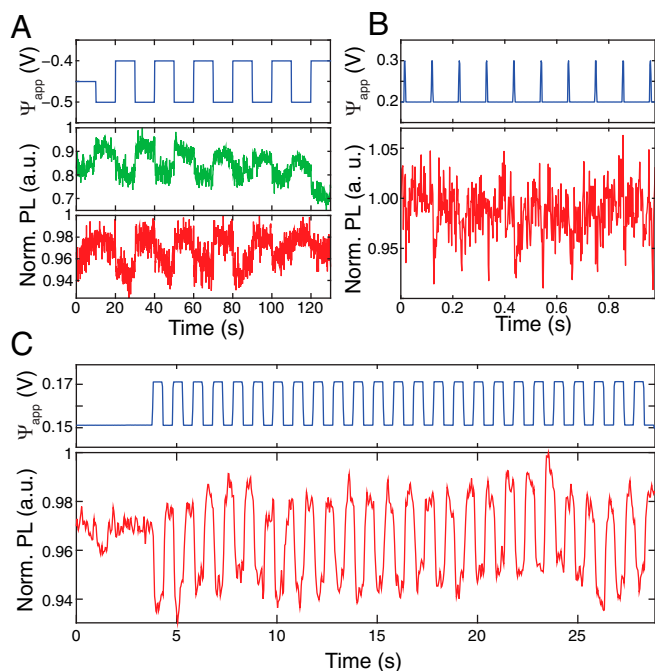 A
Ψapp (V)
−0.4
−0.5
Norm. PL (a.u.)
1
0.9
0.8
0.7
1
0.98
0.96
0.94
0 20 40 60 80 100 120
Time (s)
B
Ψapp (V)
0.3
0.2
Norm. PL (a. u.)
1.05
1.00
0.95
0 0.2 0.4 0.6 0.8
Time (s)
C
Ψapp (V)
0.17
0.15
Norm. PL (a.u.)
1
0.98
0.96
0.94
0 5 10 15 20 25
Time (s)